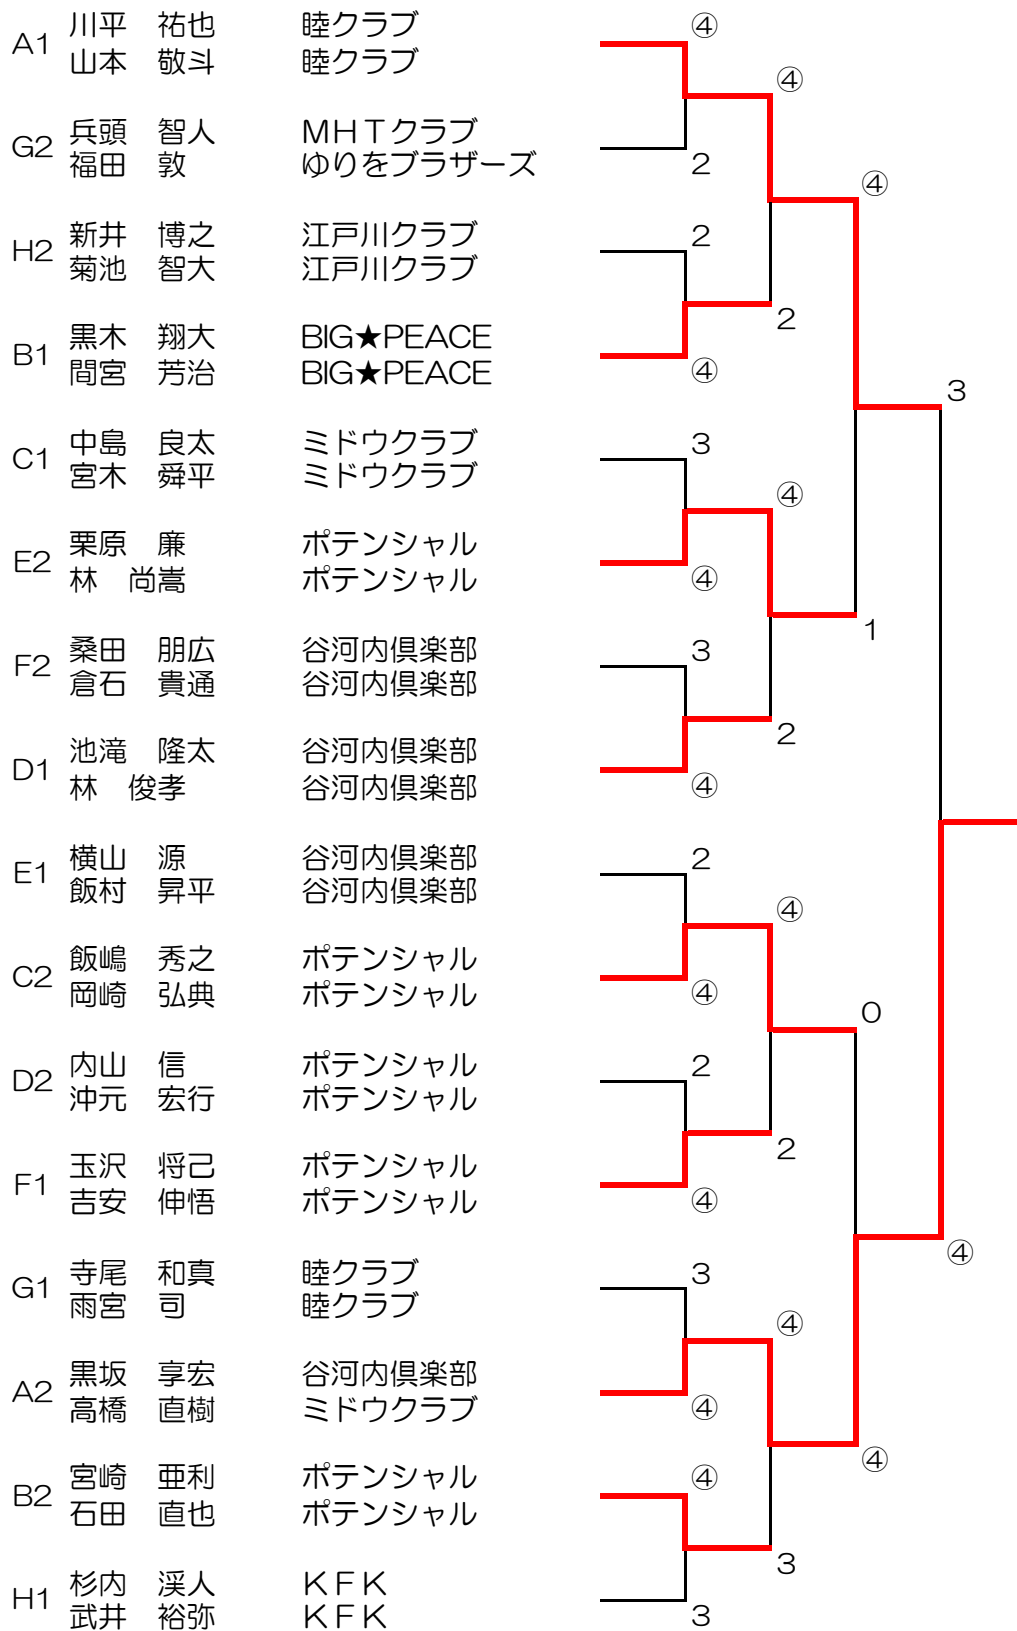 A1 川平　祐也 睦クラブ ④
山本　敬斗 睦クラブ
④
G2 兵頭　智人 ＭＨＴクラブ
福田　敦 ゆりをブラザーズ 2
④
H2 新井　博之 江戸川クラブ 2
菊池　智大 江戸川クラブ
2
B1 黒木　翔大 BIG★PEACE
間宮　芳治 BIG★PEACE ④
3
C1 中島　良太 ミドウクラブ 3
宮木　舜平 ミドウクラブ
④
E2 栗原　廉 ポテンシャル
林　尚嵩 ポテンシャル ④
1
F2 桑田　朋広 谷河内倶楽部 3
倉石　貴通 谷河内倶楽部
2
D1 池滝　隆太 谷河内倶楽部
林　俊孝 谷河内倶楽部 ④
E1 横山　源 谷河内倶楽部 2
飯村　昇平 谷河内倶楽部
④
C2 飯嶋　秀之 ポテンシャル
岡崎　弘典 ポテンシャル ④
0
D2 内山　信 ポテンシャル 2
沖元　宏行 ポテンシャル
2
F1 玉沢　将己 ポテンシャル
吉安　伸悟 ポテンシャル ④
④
G1 寺尾　和真 睦クラブ 3
雨宮　司 睦クラブ
④
A2 黒坂　享宏 谷河内倶楽部
高橋　直樹 ミドウクラブ ④
④
B2 宮崎　亜利 ポテンシャル ④
石田　直也 ポテンシャル
3
H1 杉内　渓人 ＫＦＫ
武井　裕弥 ＫＦＫ 3